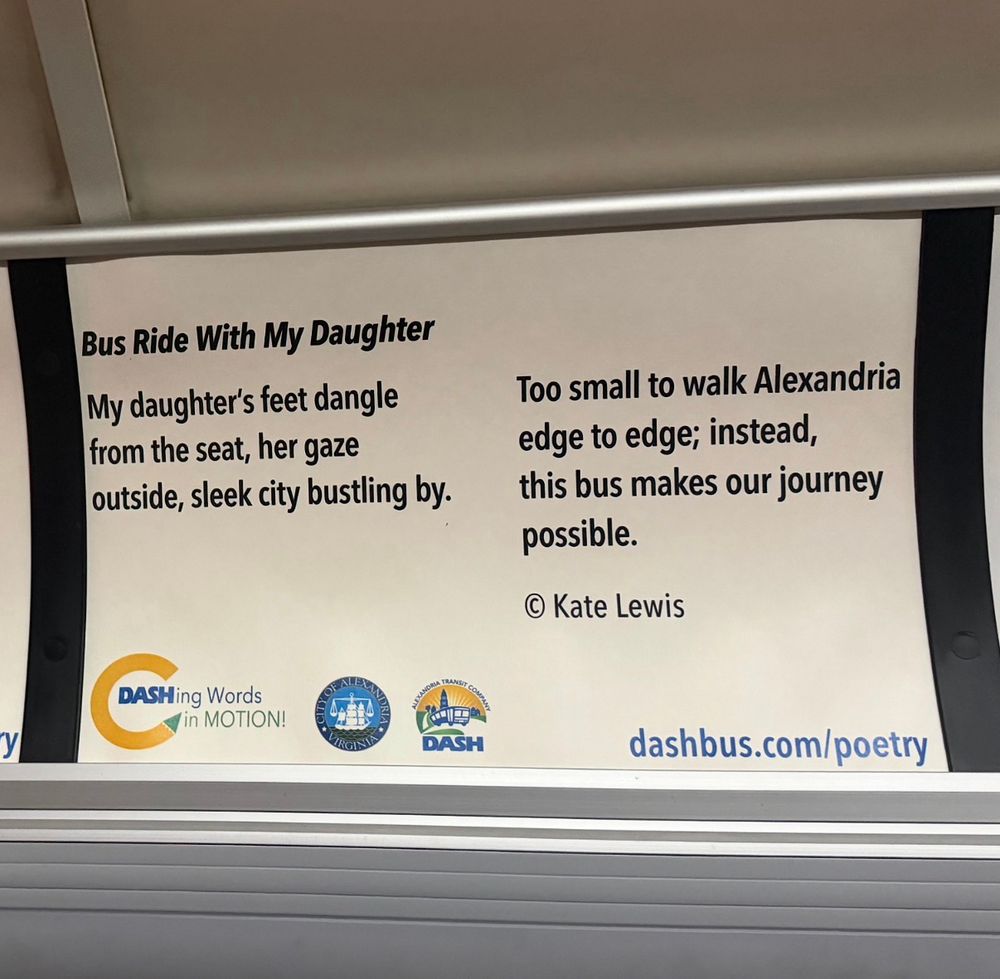 Bus Ride With My Daughter
My daughter's feet dangle
from the seat, her gaze
outside, sleek city bustling by.
Too small to walk Alexandria
edge to edge; instead,
this bus makes our journey
possible.
© Kate Lewis
DASHing Words
in MOTION!
CITY OF ALEXANDRIA
VIRGINIA
ALEXANDRIA TRANSIT COMPANY
DASH
dashbus.com/poetry
ry